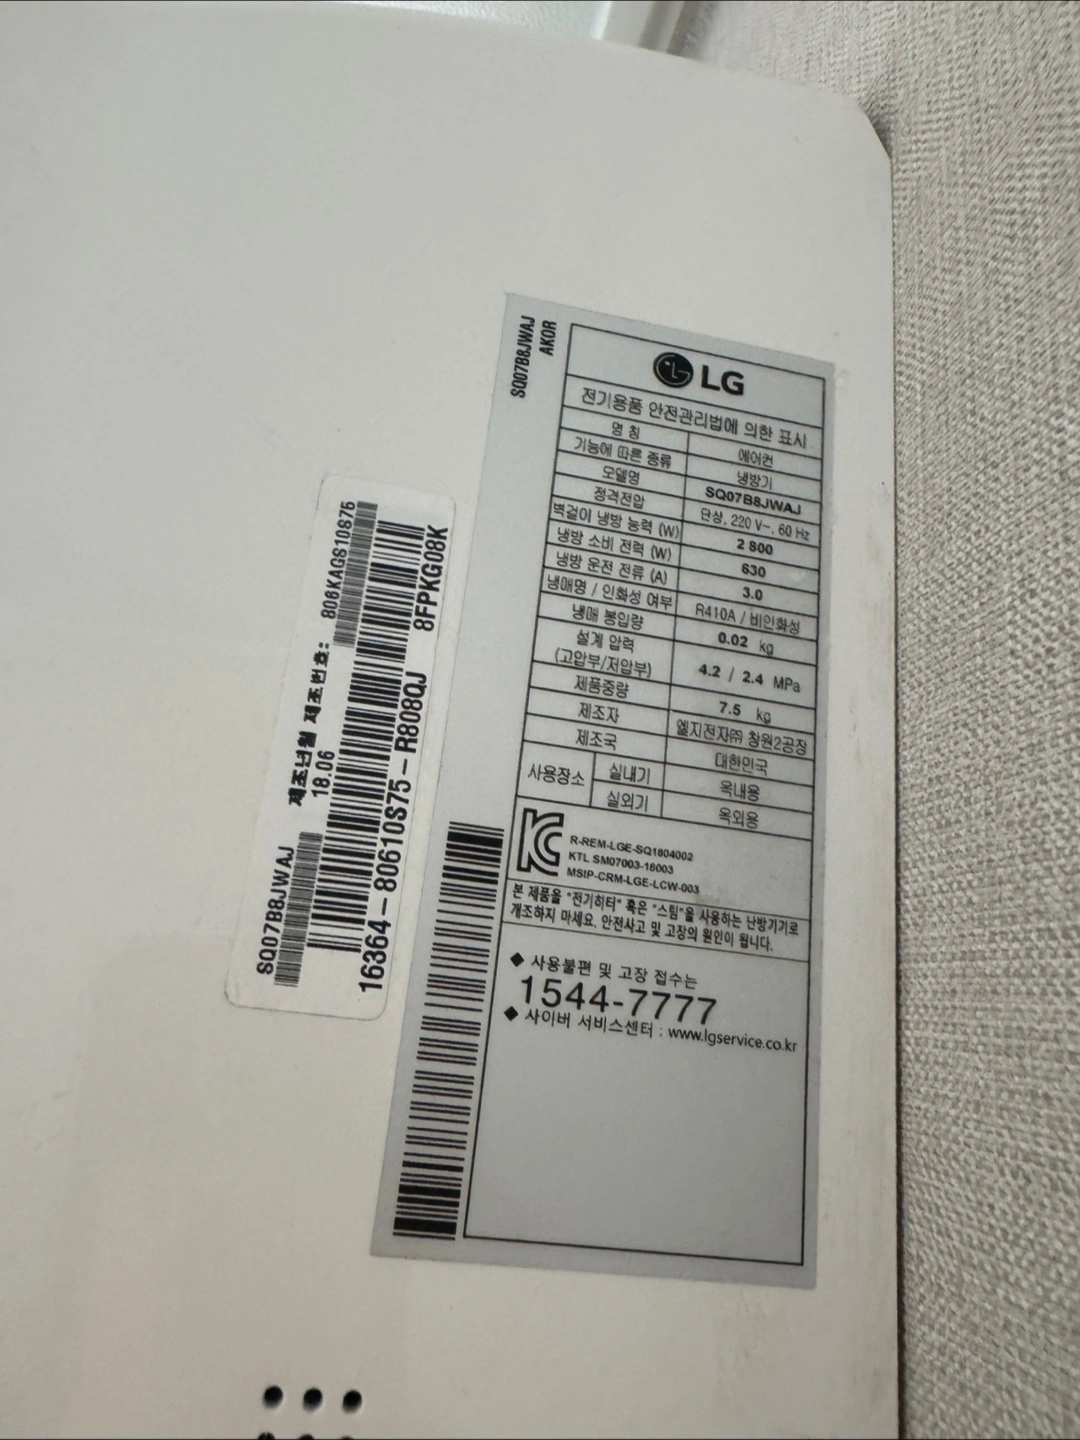 SQ07B8JWAJ
AKOR
LG
전기용품 안전관리법에 의한 표시
명 칭 에어컨
기능에 따른 종류 냉방기
모델명 SQ07B8JWAJ
정격전압 단상, 220 V~, 60 Hz
벽걸이 냉방 능력 (W) 2 800
냉방 소비 전력 (W) 630
냉방 운전 전류 (A) 3.0
냉매명 / 인화성 여부 R410A / 비인화성
냉매 봉입량 0.02 kg
설계 압력
(고압부/저압부) 4.2 / 2.4 MPa
제품중량 7.5 kg
제조자 엘지전자㈜ 창원2공장
제조국 대한민국
사용장소 실내기 옥내용
실외기 옥외용
R-REM-LGE-SQ1804002
KTL SM07003-16003
MSIP-CRM-LGE-LCW-003
본 제품을 "전기히터" 혹은 "스팀"을 사용하는 난방기기로
개조하지 마세요. 안전사고 및 고장의 원인이 됩니다.
◆ 사용불편 및 고장 접수는
1544-7777
◆ 사이버 서비스센터 : www.lgservice.co.kr
SQ07B8JWAJ 제조년월 제조번호: 806KAG810876
18.06
8FPKG08K
16364-80610S75-R808QJ